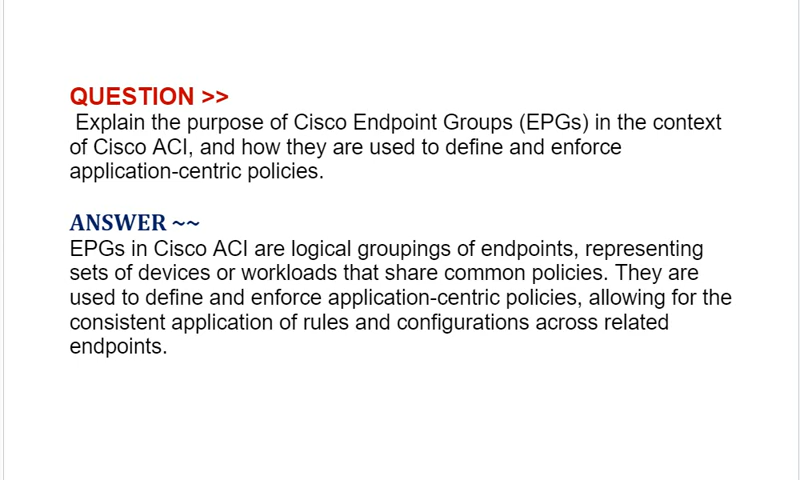 QUESTION >>
Explain the purpose of Cisco Endpoint Groups (EPGs) in the context
of Cisco ACI, and how they are used to define and enforce
application-centric policies.
ANSWER ~~
EPGs in Cisco ACI are logical groupings of endpoints, representing
sets of devices or workloads that share common policies. They are
used to define and enforce application-centric policies, allowing for the
consistent application of rules and configurations across related
endpoints.